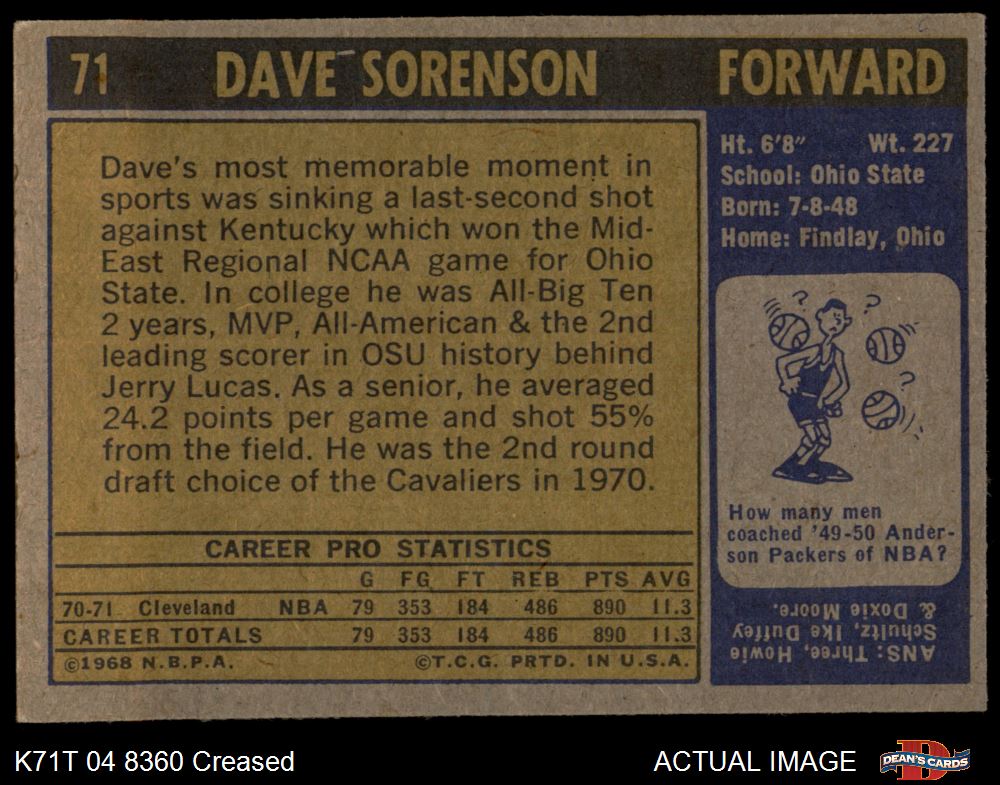 71 DAVE SORENSON FORWARD
Dave's most memorable moment in
sports was sinking a last-second shot
against Kentucky which won the Mid-
East Regional NCAA game for Ohio
State. In college he was All-Big Ten
2 years, MVP, All-American & the 2nd
leading scorer in OSU history behind
Jerry Lucas. As a senior, he averaged
24.2 points per game and shot 55%
from the field. He was the 2nd round
draft choice of the Cavaliers in 1970.
CAREER PRO STATISTICS
G FG FT REB PTS AVG
70-71 Cleveland NBA 79 353 184 486 890 11.3
CAREER TOTALS 79 353 184 486 890 11.3
©1968 N.B.P.A. ©T.C.G. PRTD. IN U.S.A.
Ht. 6'8" Wt. 227
School: Ohio State
Born: 7-8-48
Home: Findlay, Ohio
? ?
?
How many men
coached '49-50 Ander-
son Packers of NBA?
ANS: Three, Howie
Schultz, Ike Duffey
& Doxie Moore.
K71T 04 8360 Creased ACTUAL IMAGE
D
DEAN'S CARDS